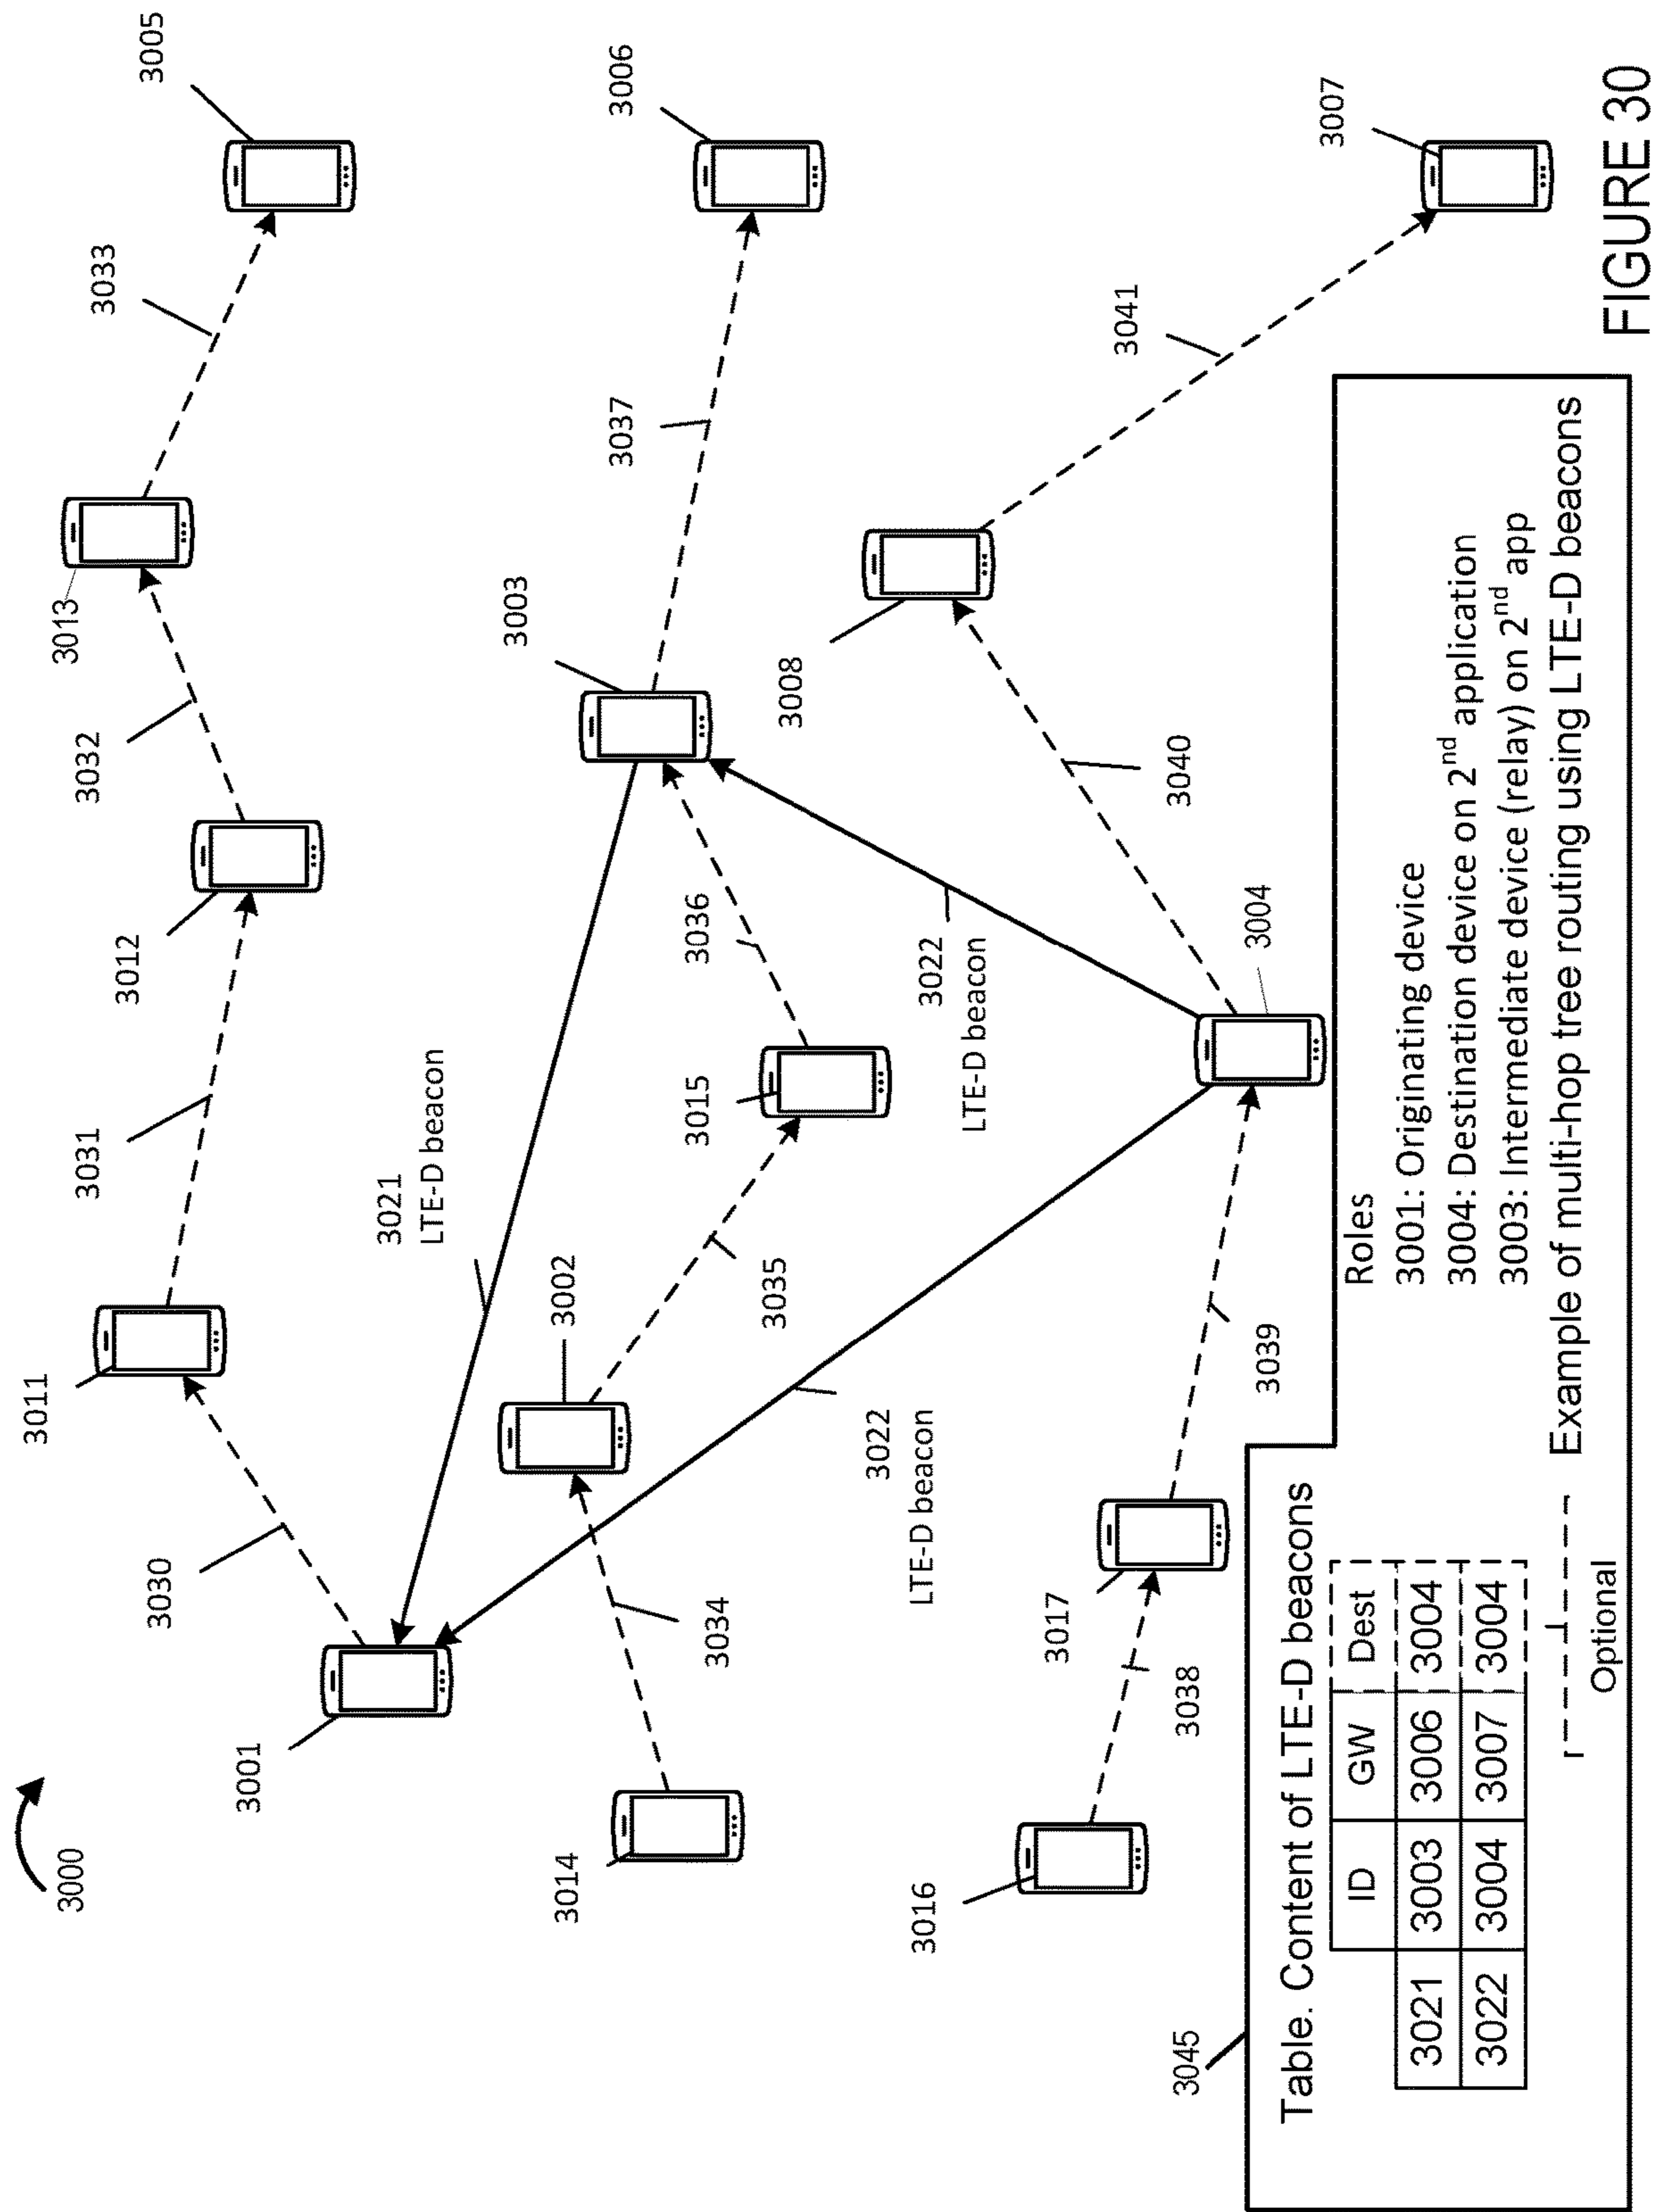 3000
3001
3030
3011
3031
3012
3032
3013
3033
3005
3014
3034
3002
3035
3015
3036
3003
3037
3006
3021
LTE-D beacon
3022
LTE-D beacon
3022
LTE-D beacon
3016
3038
3017
3039
3004
3040
3008
3041
3007
3045
Table. Content of LTE-D beacons
ID GW Dest
3021 3003 3006 3004
3022 3004 3007 3004
Optional
Roles
3001: Originating device
3004: Destination device on 2nd application
3003: Intermediate device (relay) on 2nd app
Example of multi-hop tree routing using LTE-D beacons
FIGURE 30